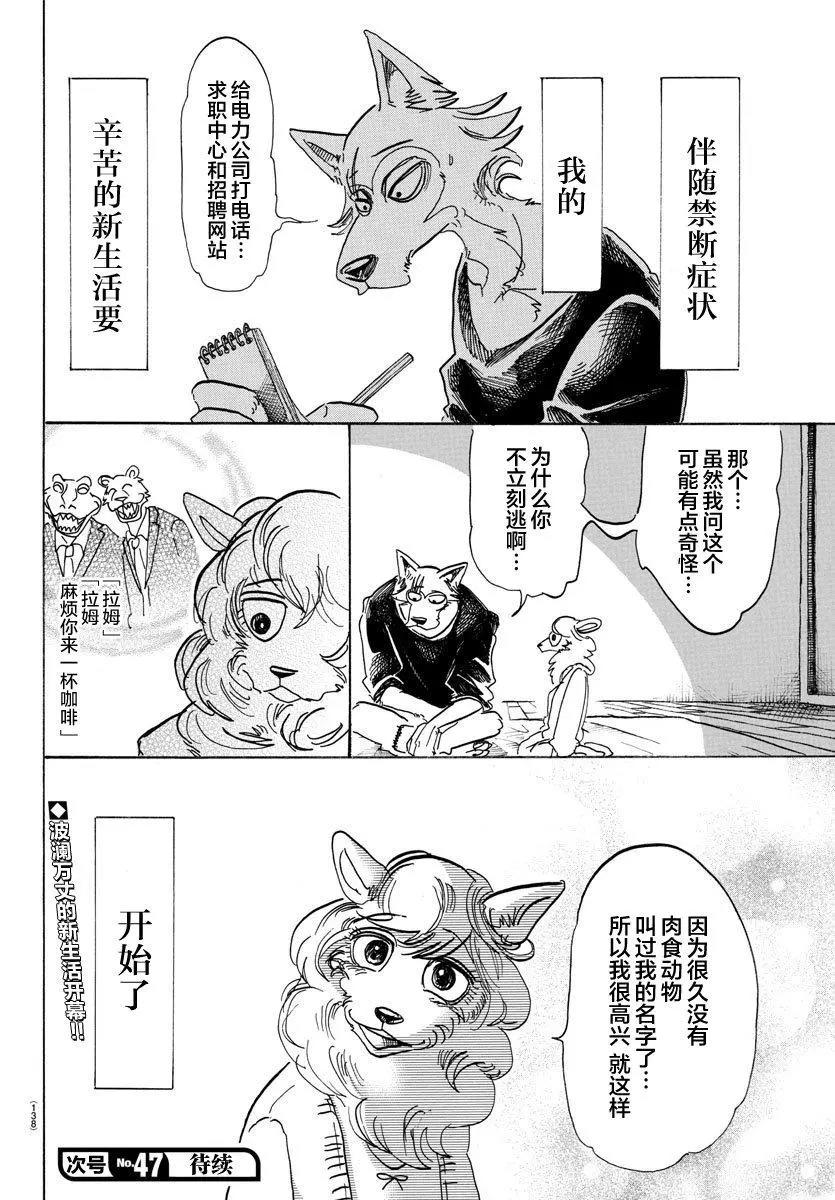 伴随禁断症状
我的
给电力公司打电话…
求职中心和招聘网站
辛苦的新生活要
那个…
虽然我问这个
可能有点奇怪
为什么你
不立刻逃啊…
「拉姆」
「拉姆
麻烦你来一杯咖啡」
因为很久没有
肉食动物
叫过我的名字了…
所以我很高兴 就这样
开始了
◆波澜万丈的新生活开幕!!
(138)
次号 No.47 待续